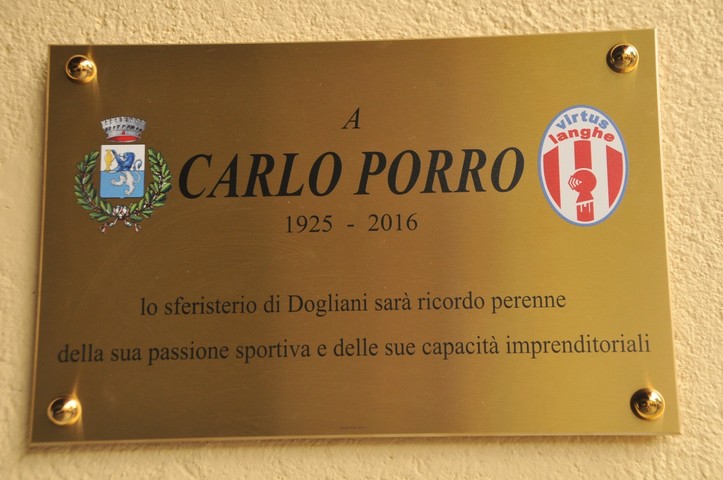 A
CARLO PORRO
1925 - 2016
virtus
langhe
lo sferisterio di Dogliani sarà ricordo perenne
della sua passione sportiva e delle sue capacità imprenditoriali